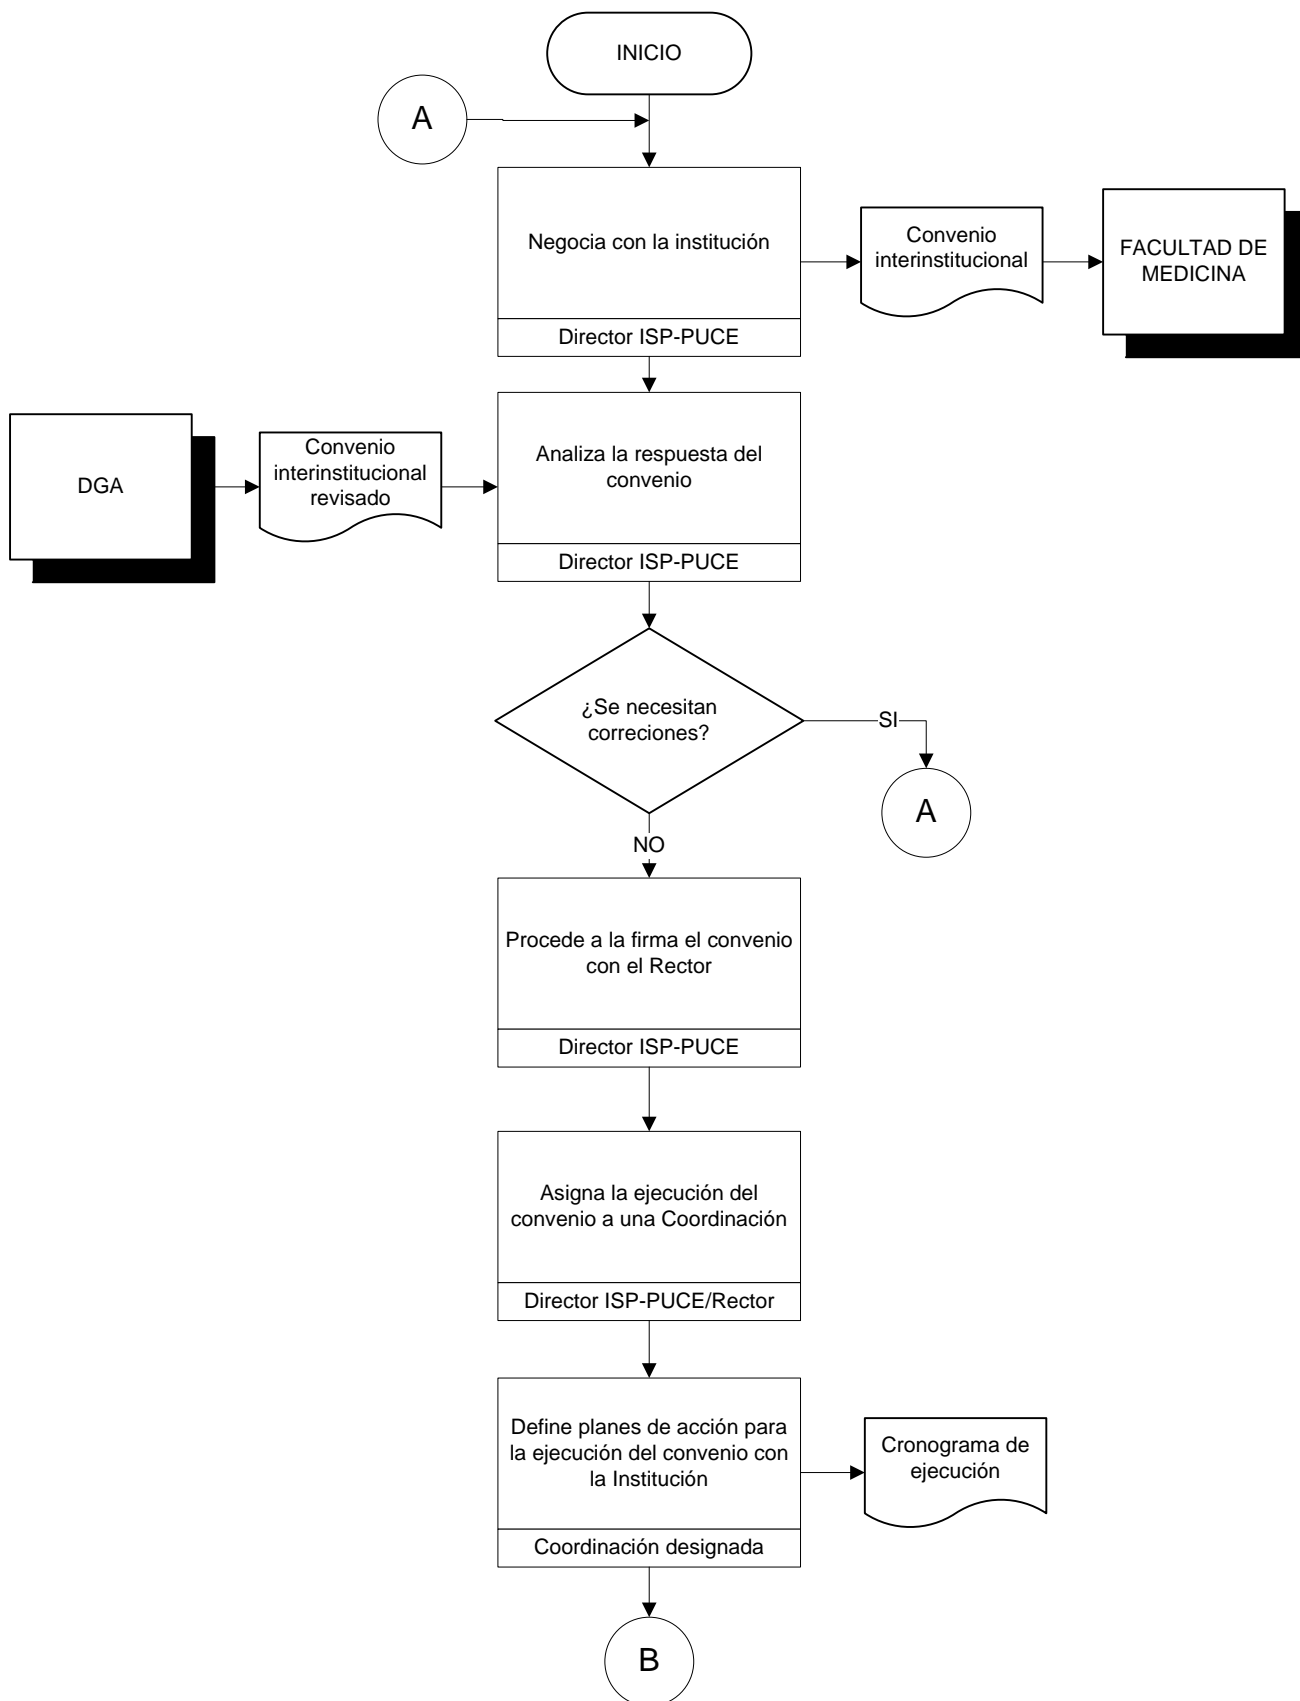 INICIO
A
Negocia con la institución
Director ISP-PUCE
Convenio
interinstitucional
FACULTAD DE
MEDICINA
DGA
Convenio
interinstitucional
revisado
Analiza la respuesta del
convenio
Director ISP-PUCE
¿Se necesitan
correciones?
SI
A
NO
Procede a la firma el convenio
con el Rector
Director ISP-PUCE
Asigna la ejecución del
convenio a una Coordinación
Director ISP-PUCE/Rector
Define planes de acción para
la ejecución del convenio con
la Institución
Coordinación designada
Cronograma de
ejecución
B